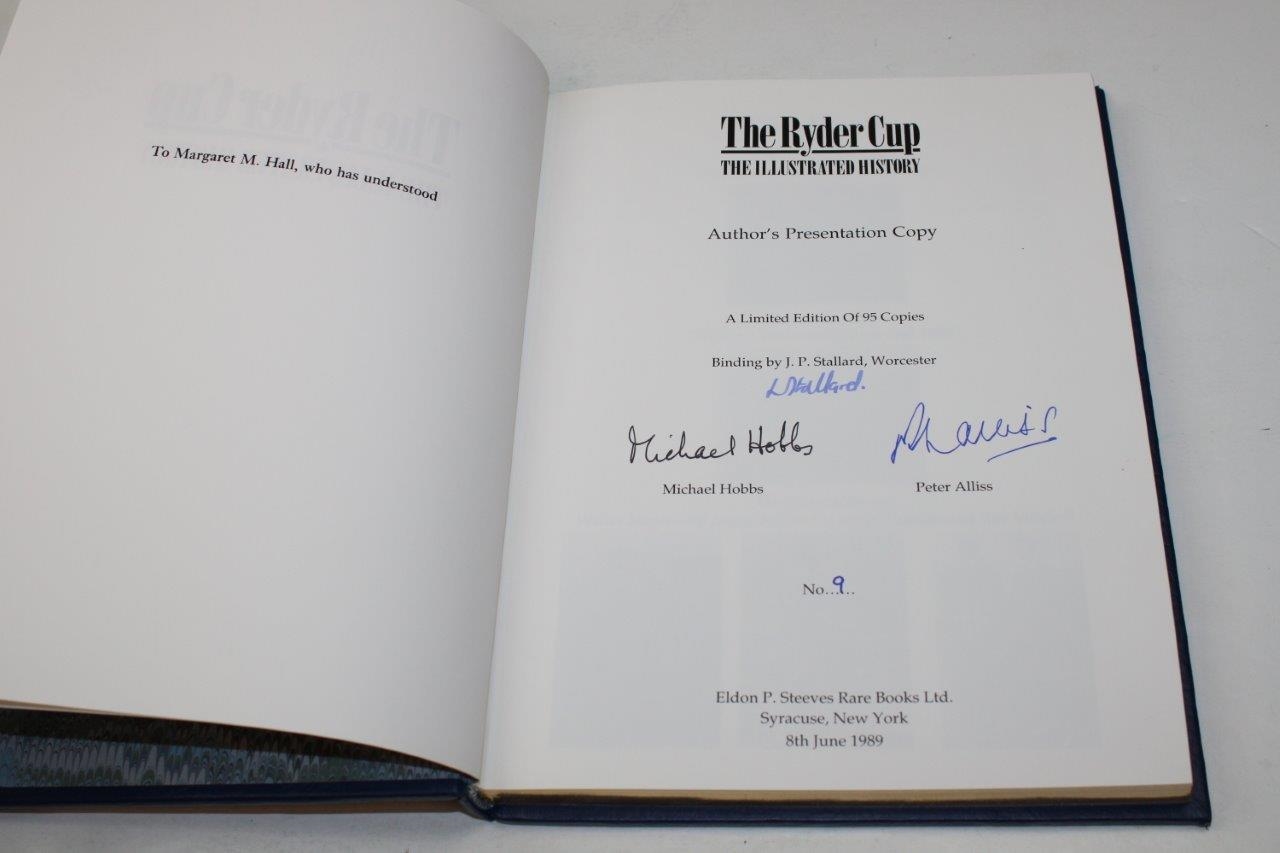 To Margaret M. Hall, who has understood
The Ryder Cup
THE ILLUSTRATED HISTORY
Author's Presentation Copy
A Limited Edition Of 95 Copies
Binding by J. P. Stallard, Worcester
Stallard.
Michael Hobbs
Alliss
Michael Hobbs
Peter Alliss
No...9..
Eldon P. Steeves Rare Books Ltd.
Syracuse, New York
8th June 1989